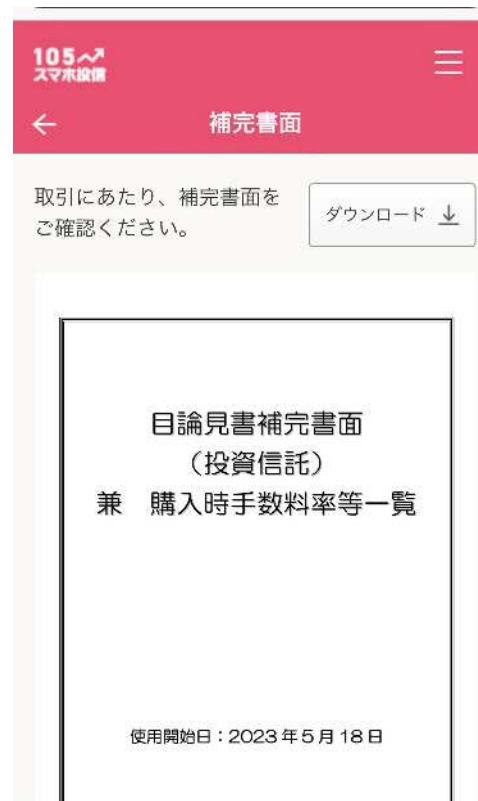 105
スマホ投信
補完書面
取引にあたり、補完書面を
ご確認ください。
ダウンロード
目論見書補完書面
（投資信託）
兼　購入時手数料率等一覧
使用開始日：2023年5月18日